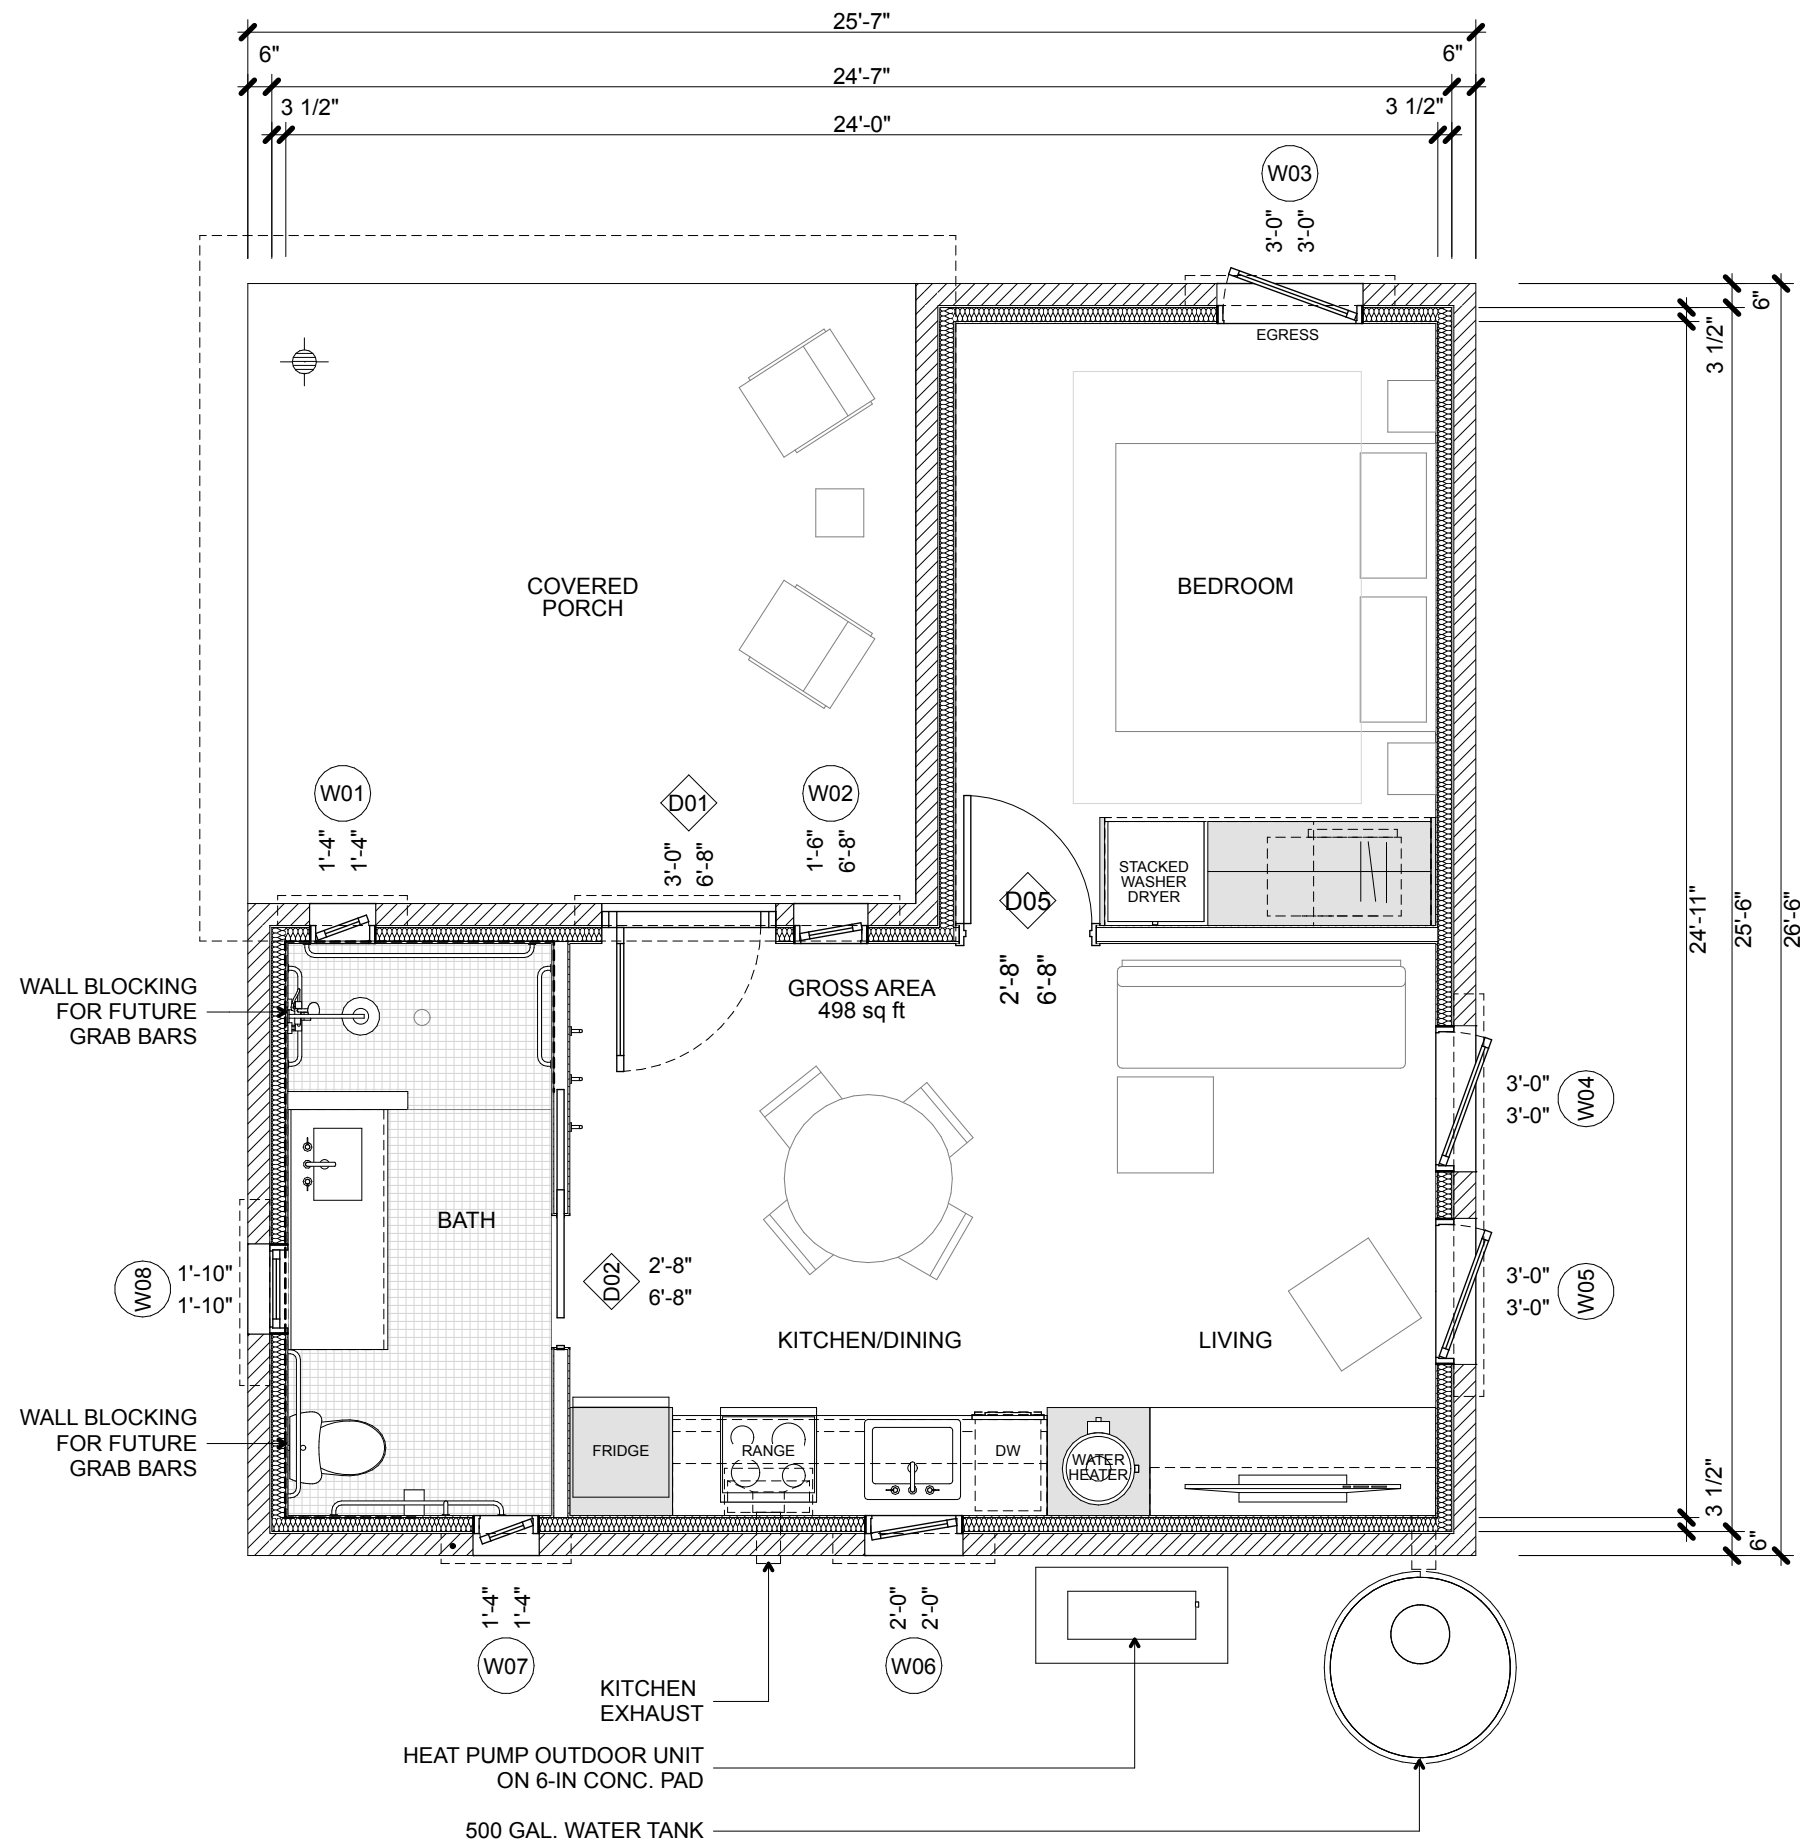 25'-7"
6"
6"
24'-7"
3 1/2"
3 1/2"
24'-0"
W03
3'-0"
3'-0"
EGRESS
6"
3 1/2"
COVERED
PORCH
BEDROOM
W01
1'-4"
1'-4"
D01
3'-0"
6'-8"
W02
1'-6"
6'-8"
STACKED
WASHER
DRYER
D05
2'-8"
6'-8"
24'-11"
25'-6"
26'-6"
WALL BLOCKING
FOR FUTURE
GRAB BARS
GROSS AREA
498 sq ft
3'-0"
3'-0"
W04
BATH
W08
1'-10"
1'-10"
D02
2'-8"
6'-8"
3'-0"
3'-0"
W05
KITCHEN/DINING
LIVING
WALL BLOCKING
FOR FUTURE
GRAB BARS
FRIDGE
RANGE
DW
WATER
HEATER
3 1/2"
6"
1'-4"
1'-4"
W07
2'-0"
2'-0"
W06
KITCHEN
EXHAUST
HEAT PUMP OUTDOOR UNIT
ON 6-IN CONC. PAD
500 GAL. WATER TANK